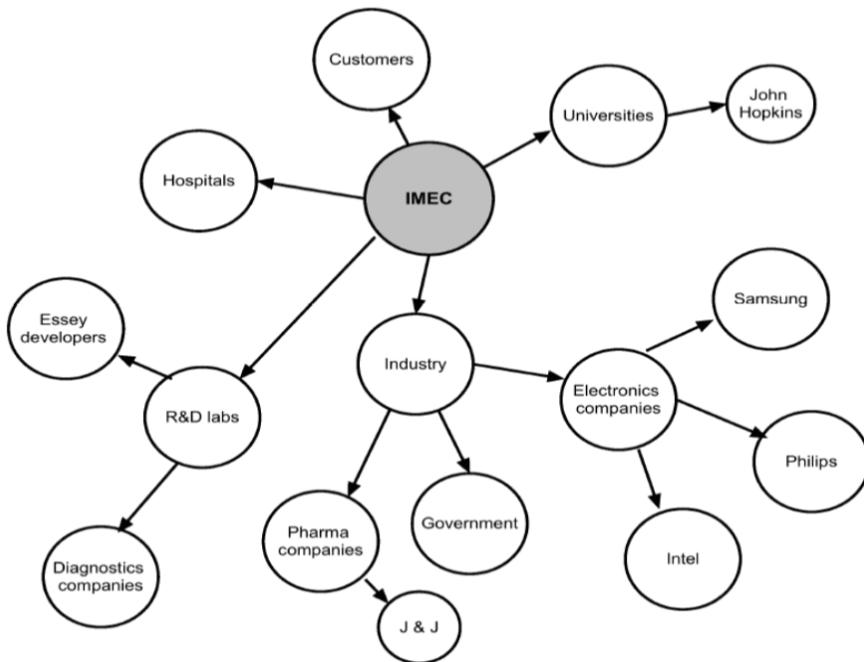 Customers
Universities
John
Hopkins
Hospitals
IMEC
Essey
developers
Samsung
Industry
Electronics
companies
R&D labs
Philips
Government
Pharma
companies
Intel
Diagnostics
companies
J & J